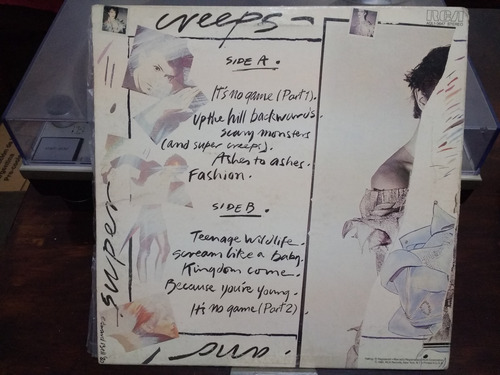 creeps
RCA
SIDE A.
It's no game (Part 1).
up the hill backwards.
scary monsters
(and super creeps).
Ashes to ashes.
Fashion.
SIDE B.
Teenage Wildlife.
scream like a baby.
Kingdom come.
Because you're young.
It's no game (Part 2)
super
and